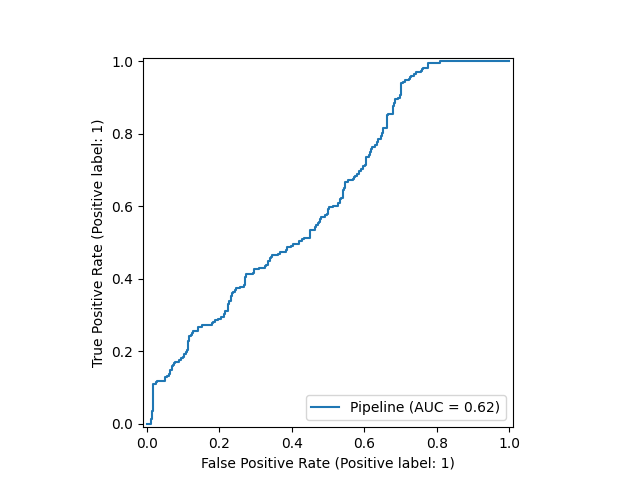 1.0
0.8
0.6
0.4
0.2
0.0
True Positive Rate (Positive label: 1)
Pipeline (AUC = 0.62)
0.0 0.2 0.4 0.6 0.8 1.0
False Positive Rate (Positive label: 1)